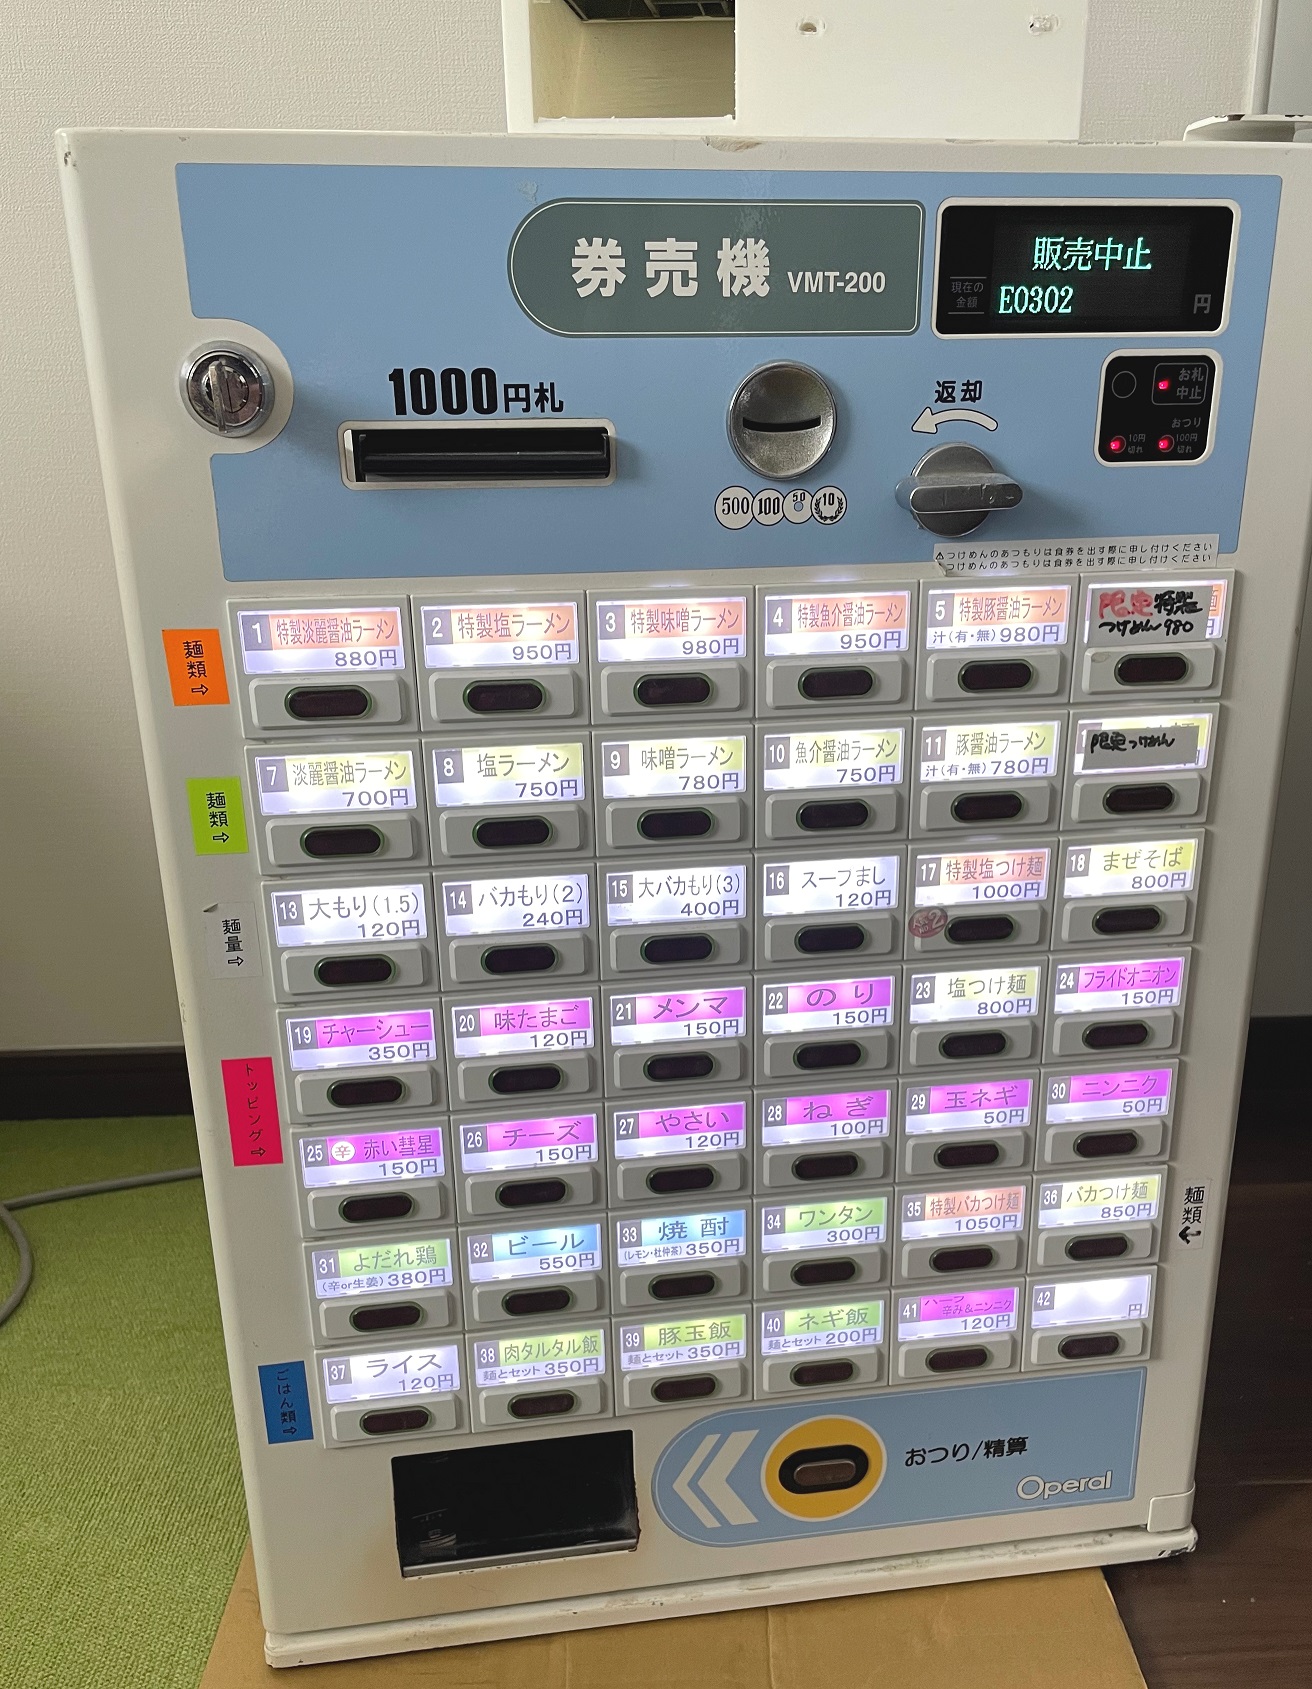 券売機 VMT-200
販売中止
現在の
金額
E0302
円
1000円札
返却
お札
中止
おつり
10円
切れ
100円
切れ
500 100 50 10
⚠つけめんのあつもりは食券を出す際に申し付けください
つけめんのあつもりは食券を出す際に申し付けください
麺類⇨
1 特製淡麗醤油ラーメン
880円
2 特製塩ラーメン
950円
3 特製味噌ラーメン
980円
4 特製魚介醤油ラーメン
950円
5 特製豚醤油ラーメン
汁(有・無) 980円
限定 特製
つけめん 980
麺類⇨
7 淡麗醤油ラーメン
700円
8 塩ラーメン
750円
9 味噌ラーメン
780円
10 魚介醤油ラーメン
750円
11 豚醤油ラーメン
汁(有・無) 780円
限定つけめん
麺量⇨
13 大もり(1.5)
120円
14 バカもり(2)
240円
15 大バカもり(3)
400円
16 スープまし
120円
17 特製塩つけ麺
1000円
18 まぜそば
800円
19 チャーシュー
350円
20 味たまご
120円
21 メンマ
150円
22 のり
150円
23 塩つけ麺
800円
24 フライドオニオン
150円
トッピング⇨
25 辛 赤い彗星
150円
26 チーズ
150円
27 やさい
120円
28 ねぎ
100円
29 玉ネギ
50円
30 ニンニク
50円
31 よだれ鶏
(辛or生姜) 380円
32 ビール
550円
33 焼酎
(レモン・杜仲茶) 350円
34 ワンタン
300円
35 特製バカつけ麺
1050円
36 バカつけ麺
850円
麺類
ごはん類⇨
37 ライス
120円
38 肉タルタル飯
麺とセット 350円
39 豚玉飯
麺とセット 350円
40 ネギ飯
麺とセット 200円
41 ハーフ
辛み&ニンニク
120円
42
円
おつり/精算
Operal